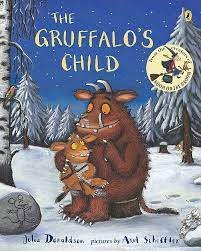 THE
GRUFFALO'S
CHILD
Julia Donaldson pictures by Axel Scheffler